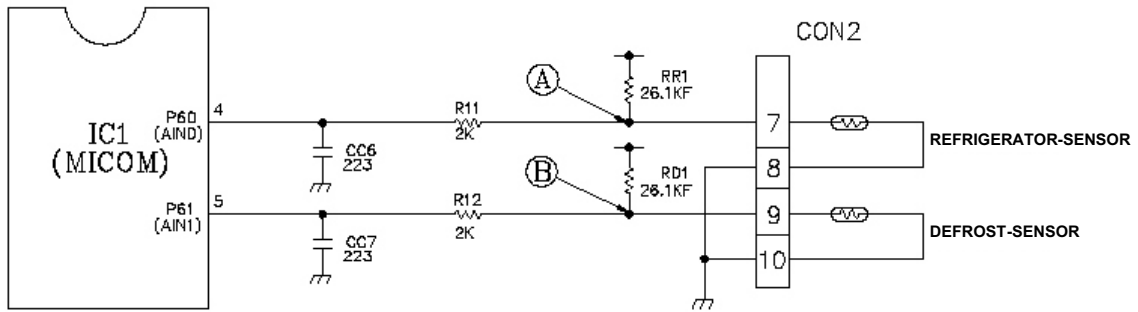 CON2
RR1
26.1KF
A
R11
2K
4
P60
(AIN0)
IC1
(MICOM)
CC6
223
7
REFRIGERATOR-SENSOR
8
RD1
26.1KF
B
R12
2K
5
P61
(AIN1)
CC7
223
9
DEFROST-SENSOR
10